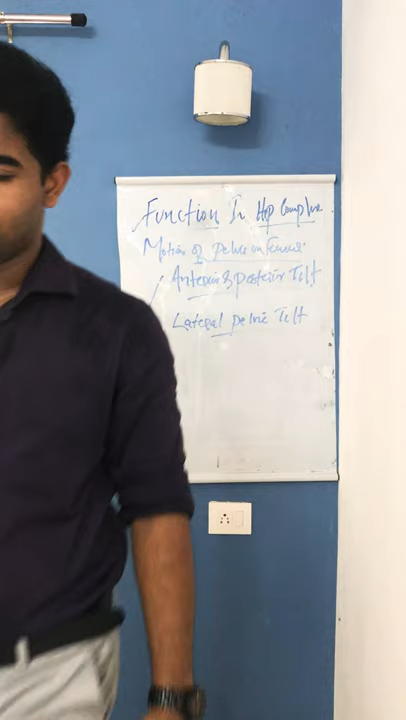 Function In Hip Complex
Motion of pelvis on Femur.
Anterior & posterior Tilt
Lateral pelvic Tilt